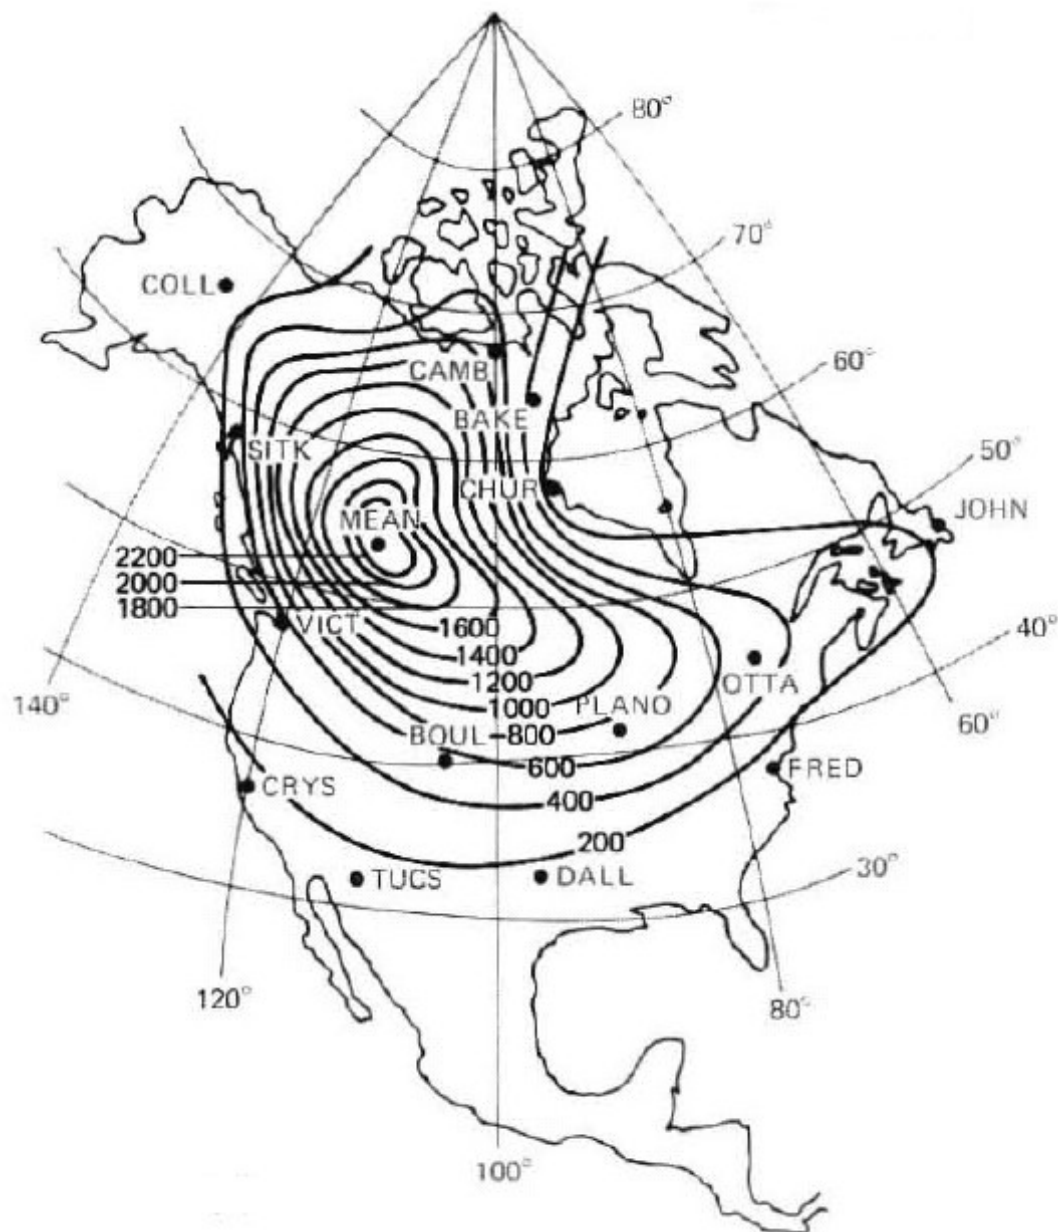 80°
70°
COLL
60°
CAMB
BAKE
SITK
50°
CHUR
JOHN
MEAN
2200
2000
1800
VICT
1600
40°
1400
1200
OTTA
140°
1000
PLANO
60°
BOUL
800
600
FRED
CRYS
400
200
30°
TUCS
DALL
120°
80°
100°